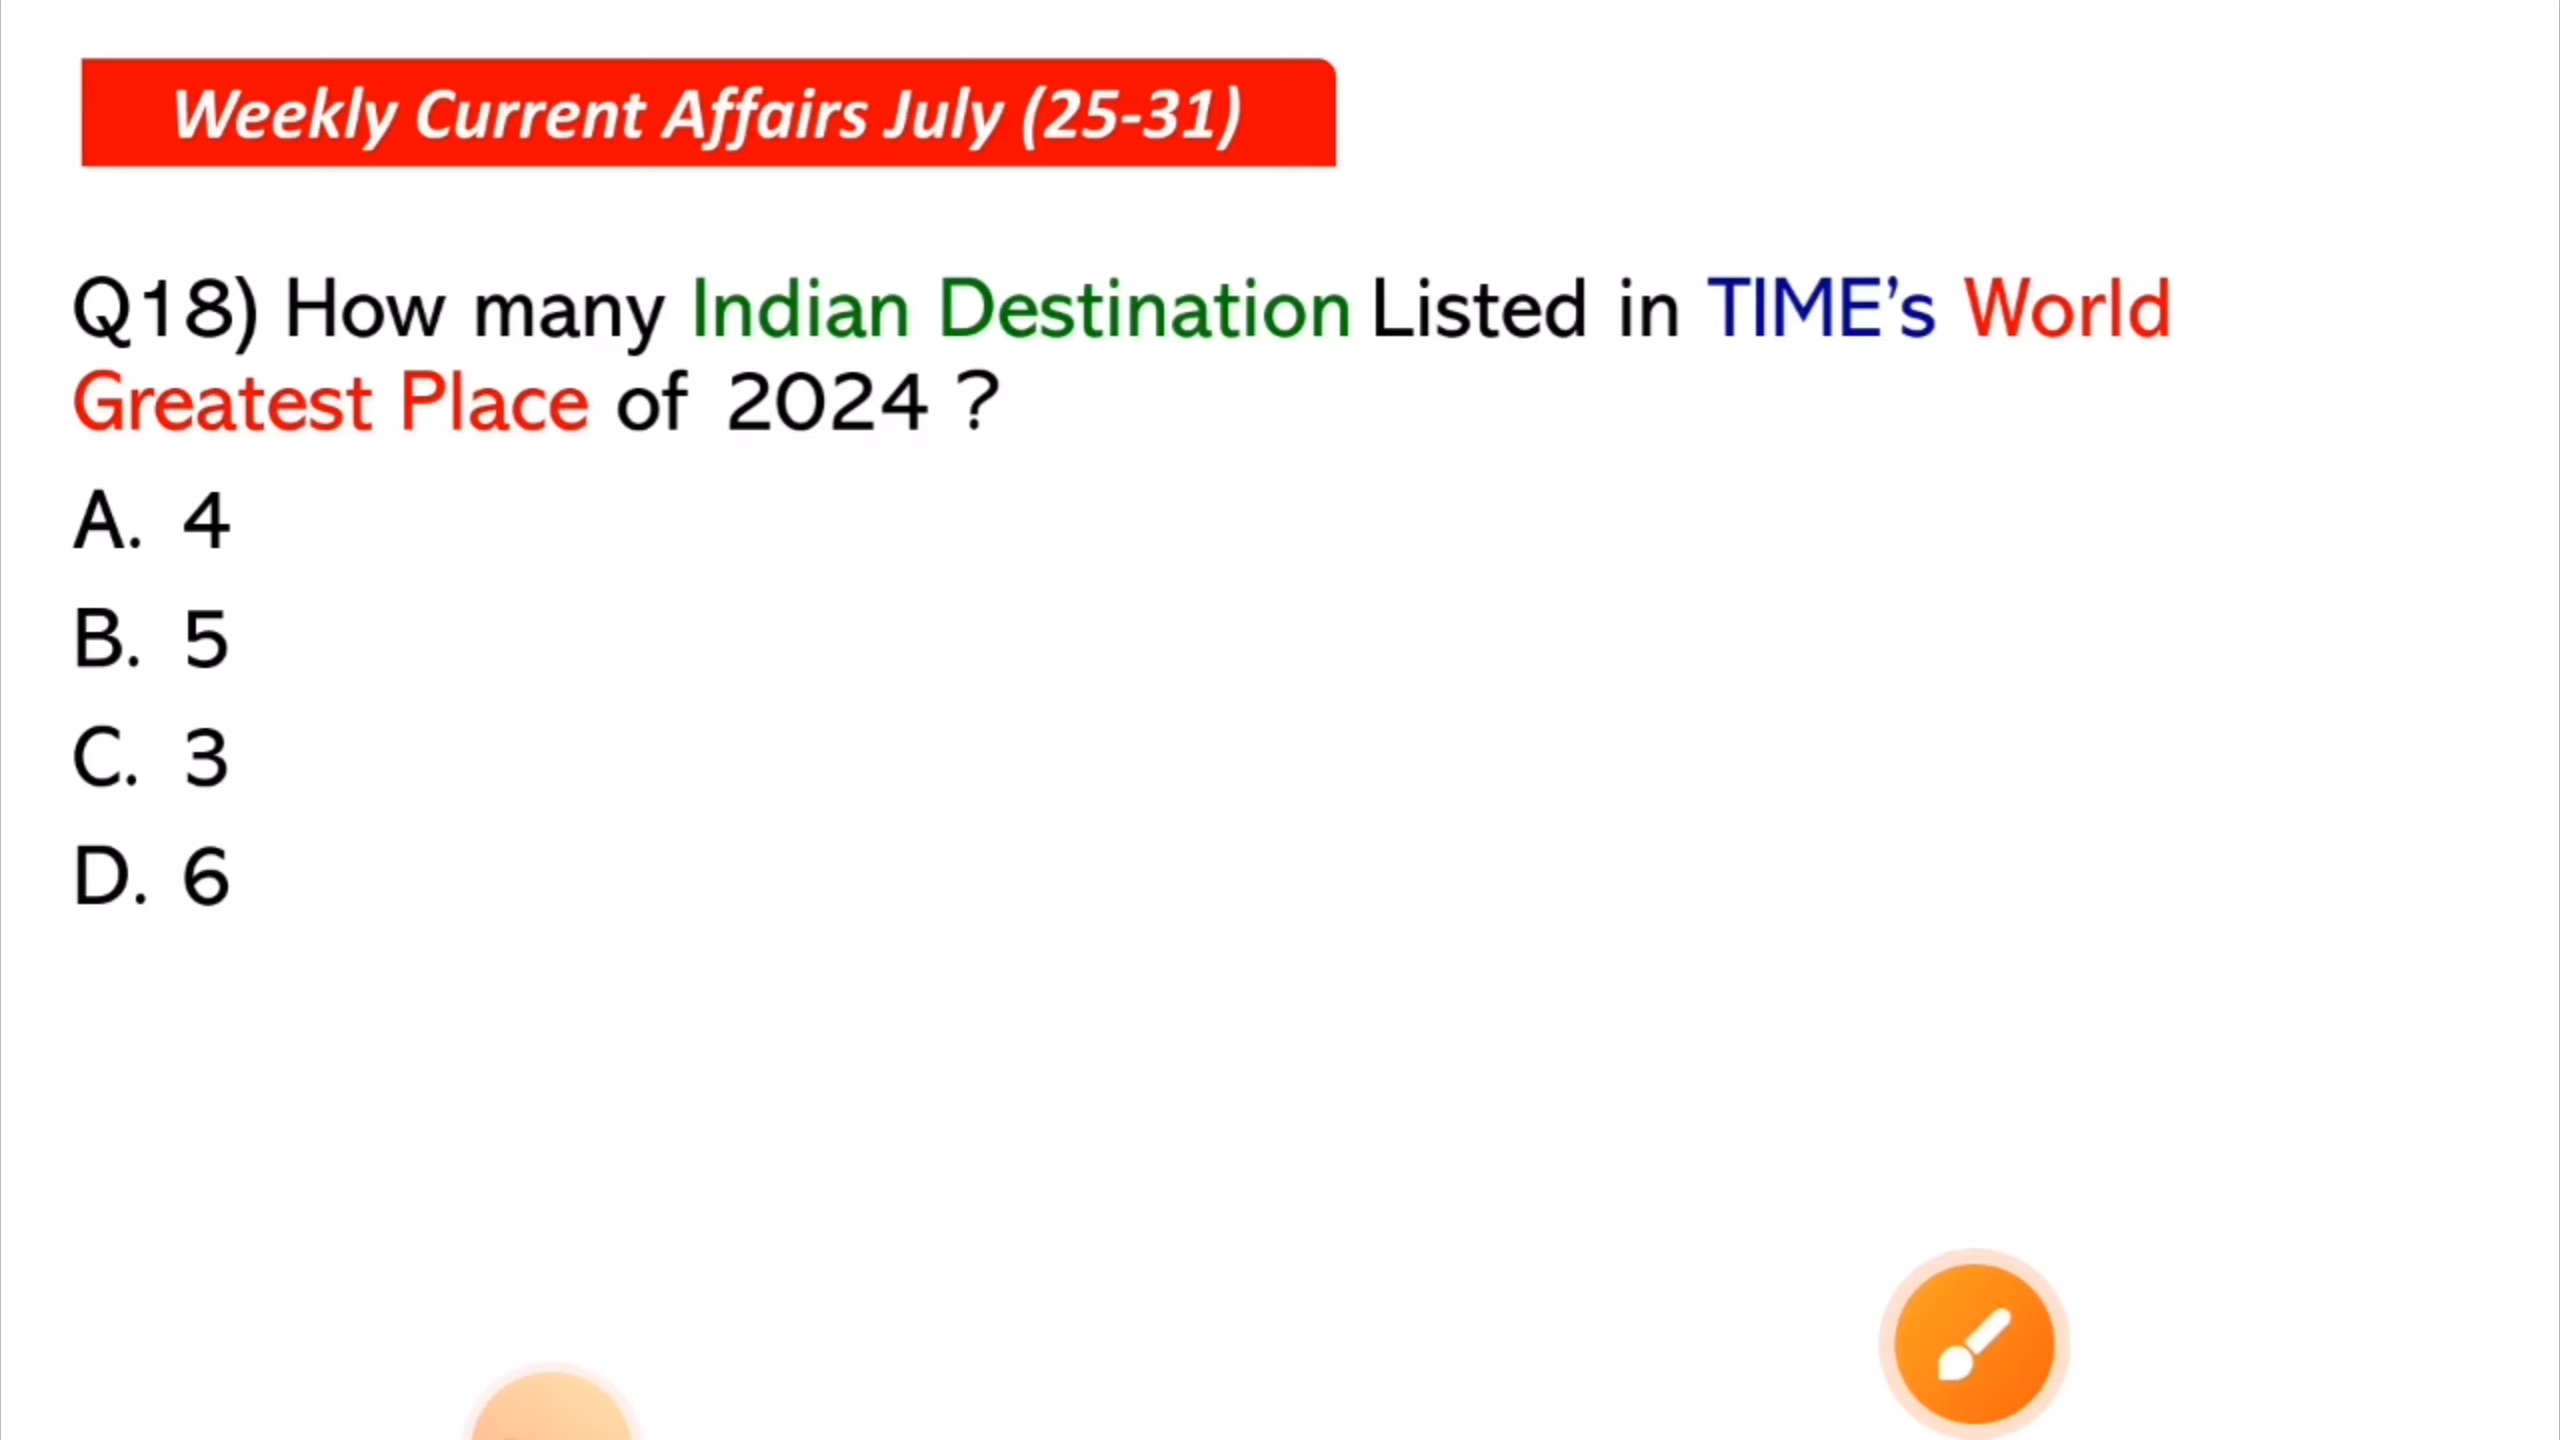 Weekly Current Affairs July (25-31)
Q18) How many Indian Destination Listed in TIME’s World
Greatest Place of 2024 ?
A. 4
B. 5
C. 3
D. 6